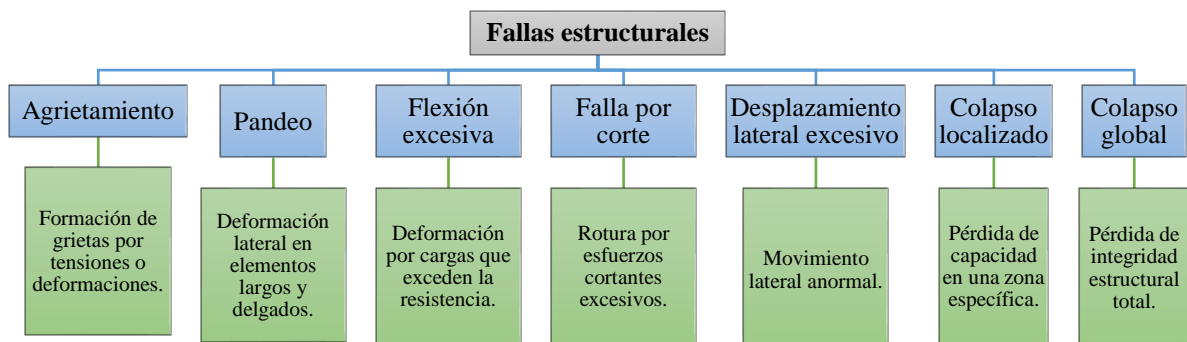 Fallas estructurales
Agrietamiento
Formación de
grietas por
tensiones o
deformaciones.
Pandeo
Deformación
lateral en
elementos
largos y
delgados.
Flexión
excesiva
Deformación
por cargas que
exceden la
resistencia.
Falla por
corte
Rotura por
esfuerzos
cortantes
excesivos.
Desplazamiento
lateral excesivo
Movimiento
lateral anormal.
Colapso
localizado
Pérdida de
capacidad
en una zona
específica.
Colapso
global
Pérdida de
integridad
estructural
total.